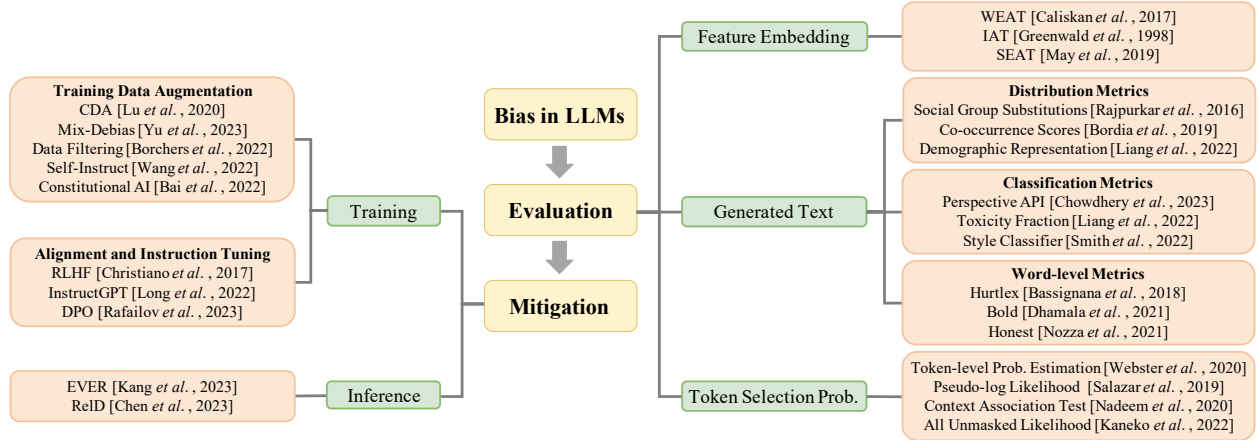 Bias in LLMs
Evaluation
Mitigation
Training
Training Data Augmentation
CDA [Lu et al. , 2020]
Mix-Debias [Yu et al. , 2023]
Data Filtering [Borchers et al. , 2022]
Self-Instruct [Wang et al. , 2022]
Constitutional AI [Bai et al. , 2022]
Alignment and Instruction Tuning
RLHF [Christiano et al. , 2017]
InstructGPT [Long et al. , 2022]
DPO [Rafailov et al. , 2023]
Inference
EVER [Kang et al. , 2023]
RelD [Chen et al. , 2023]
Feature Embedding
WEAT [Caliskan et al. , 2017]
IAT [Greenwald et al. , 1998]
SEAT [May et al. , 2019]
Generated Text
Distribution Metrics
Social Group Substitutions [Rajpurkar et al. , 2016]
Co-occurrence Scores [Bordia et al. , 2019]
Demographic Representation [Liang et al. , 2022]
Classification Metrics
Perspective API [Chowdhery et al. , 2023]
Toxicity Fraction [Liang et al. , 2022]
Style Classifier [Smith et al. , 2022]
Word-level Metrics
Hurtlex [Bassignana et al. , 2018]
Bold [Dhamala et al. , 2021]
Honest [Nozza et al. , 2021]
Token Selection Prob.
Token-level Prob. Estimation [Webster et al. , 2020]
Pseudo-log Likelihood [Salazar et al. , 2019]
Context Association Test [Nadeem et al. , 2020]
All Unmasked Likelihood [Kaneko et al. , 2022]